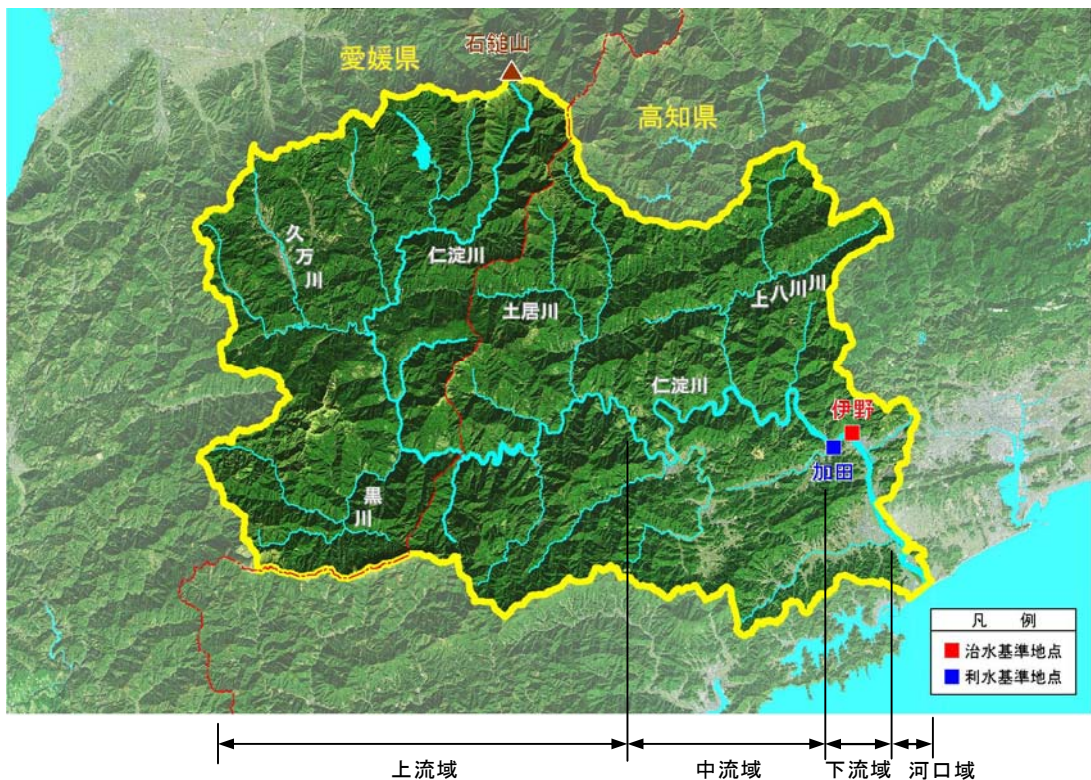 石鎚山
愛媛県
高知県
久万川
仁淀川
土居川
上八川川
仁淀川
伊野
加田
黒川
凡 例
治水基準地点
利水基準地点
上流域
中流域
下流域
河口域